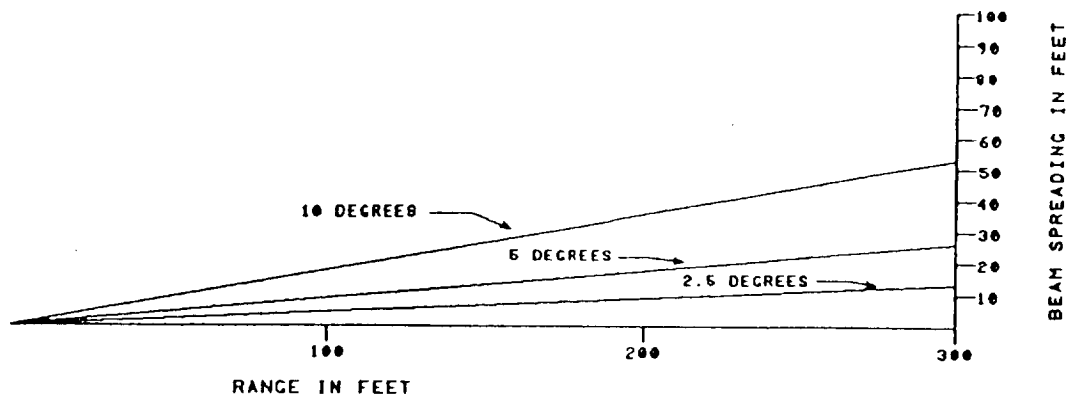 100
90
80
70
60
50
40
30
20
10
10 DEGREES
5 DEGREES
2.5 DEGREES
100
200
300
RANGE IN FEET
BEAM SPREADING IN FEET